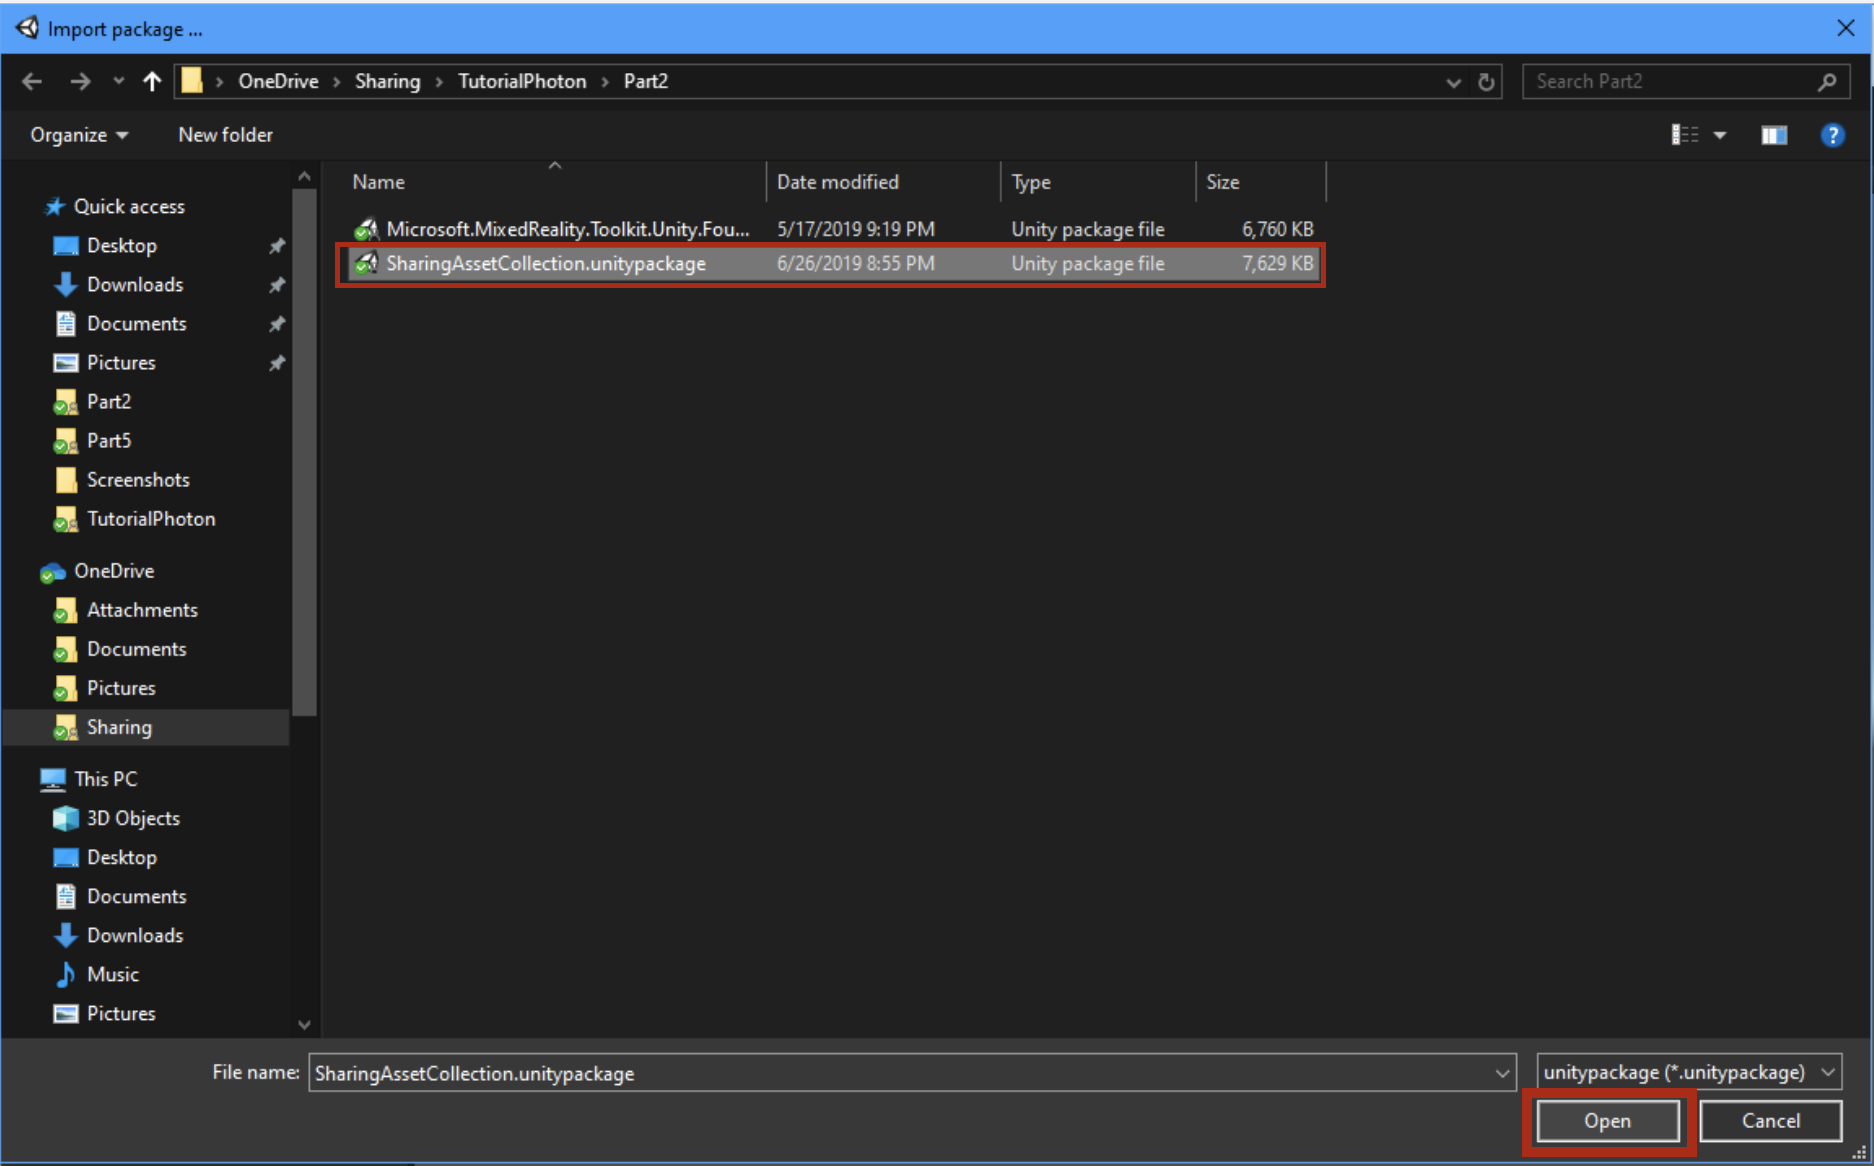 Import package ...
OneDrive > Sharing > TutorialPhoton > Part2
Search Part2
Organize
New folder
?
Name
Date modified
Type
Size
Microsoft.MixedReality.Toolkit.Unity.Fou... 5/17/2019 9:19 PM Unity package file 6,760 KB
SharingAssetCollection.unitypackage 6/26/2019 8:55 PM Unity package file 7,629 KB
Quick access
Desktop
Downloads
Documents
Pictures
Part2
Part5
Screenshots
TutorialPhoton
OneDrive
Attachments
Documents
Pictures
Sharing
This PC
3D Objects
Desktop
Documents
Downloads
Music
Pictures
File name: SharingAssetCollection.unitypackage
unitypackage (*.unitypackage)
Open
Cancel